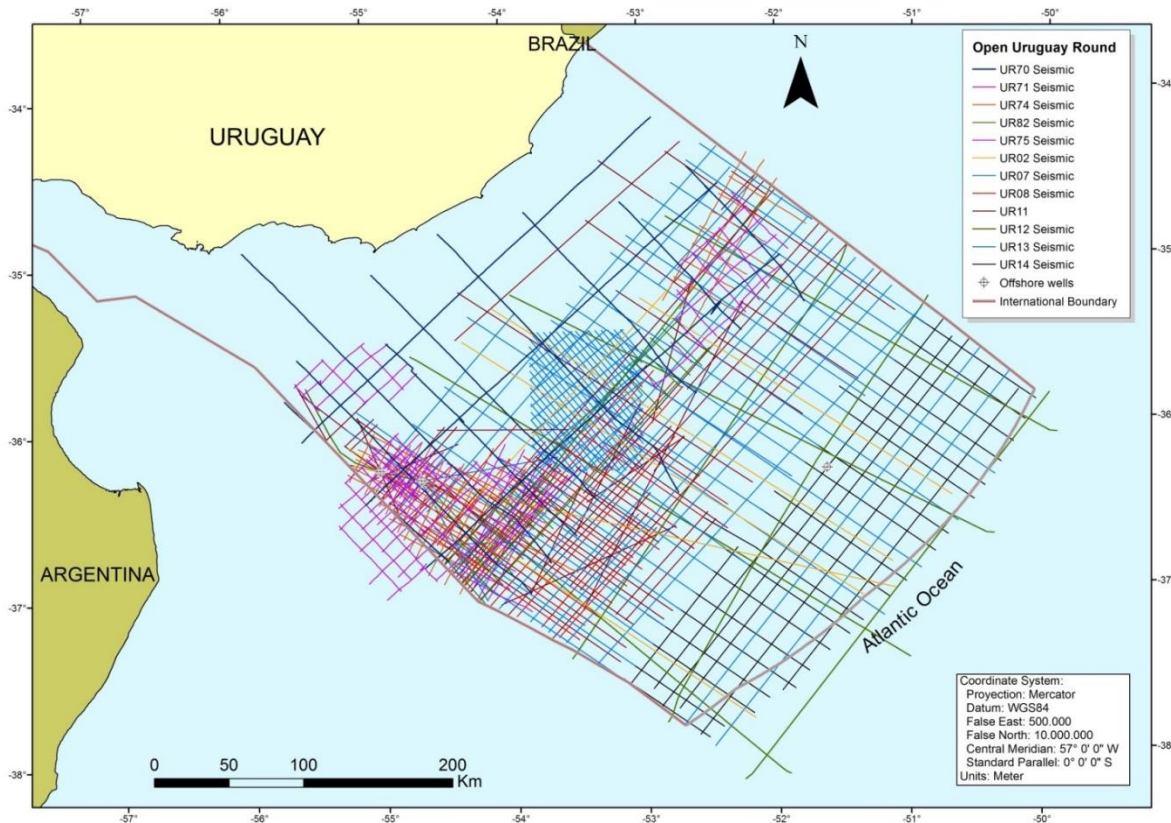 -57° -56° -55° -54° -53° -52° -51° -50°
BRAZIL
N
Open Uruguay Round
UR70 Seismic
UR71 Seismic
UR74 Seismic
UR82 Seismic
UR75 Seismic
UR02 Seismic
UR07 Seismic
UR08 Seismic
UR11
UR12 Seismic
UR13 Seismic
UR14 Seismic
Offshore wells
International Boundary
-34°
-34°
URUGUAY
-35°
-35°
-36°
-36°
ARGENTINA
-37°
-37°
Atlantic Ocean
-38°
-38°
0 50 100 200
Km
Coordinate System:
Proyection: Mercator
Datum: WGS84
False East: 500.000
False North: 10.000.000
Central Meridian: 57° 0' 0" W
Standard Parallel: 0° 0' 0" S
Units: Meter
-57° -56° -55° -54° -53° -52° -51° -50°